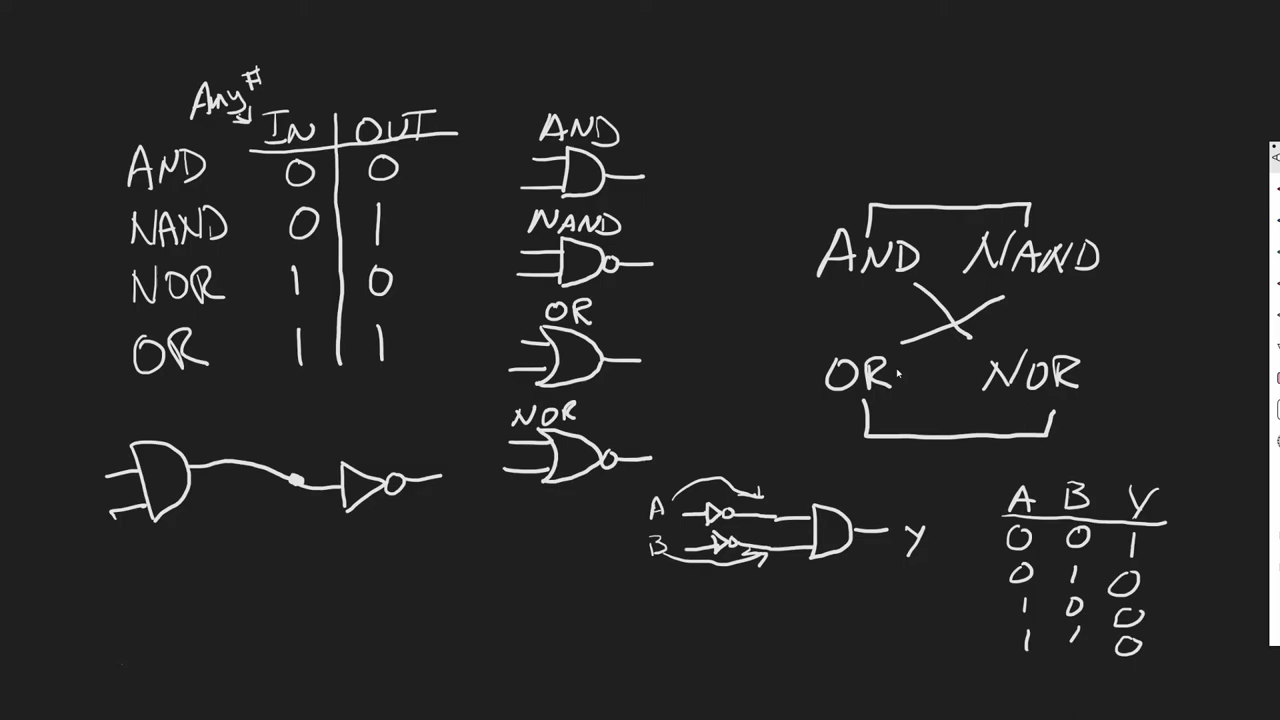 Any #
IN OUT
AND 0 0
NAND 0 1
NOR 1 0
OR 1 1
AND
NAND
OR
NOR
AND NAND
OR NOR
A
B
Y
A B Y
0 0 1
0 1 0
1 0 0
1 1 0